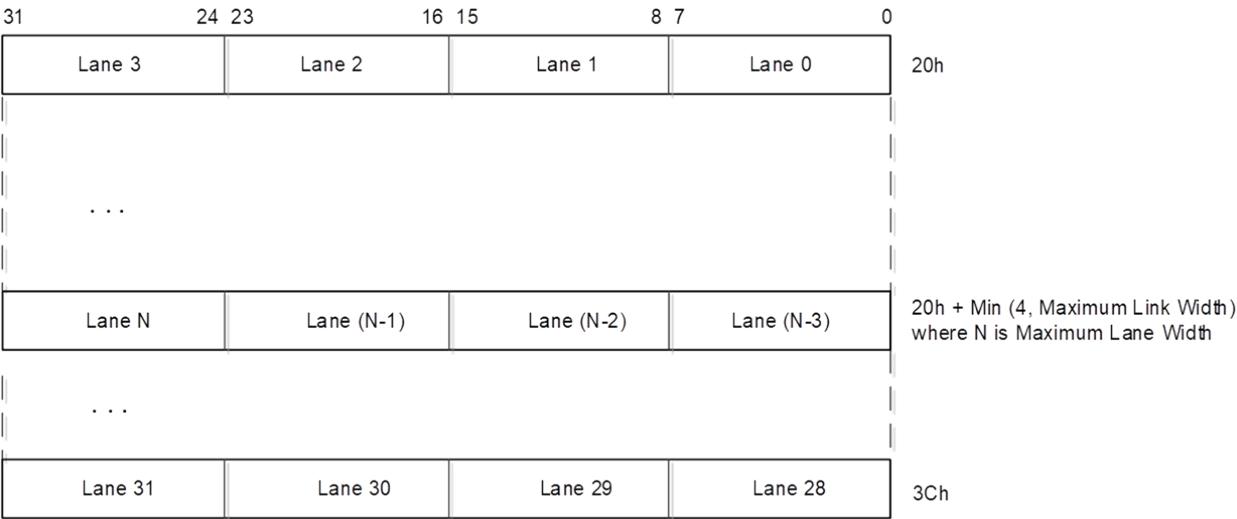 31 24 23 16 15 8 7 0
Lane 3 Lane 2 Lane 1 Lane 0 20h
. . .
Lane N Lane (N-1) Lane (N-2) Lane (N-3) 20h + Min (4, Maximum Link Width)
where N is Maximum Lane Width
. . .
Lane 31 Lane 30 Lane 29 Lane 28 3Ch